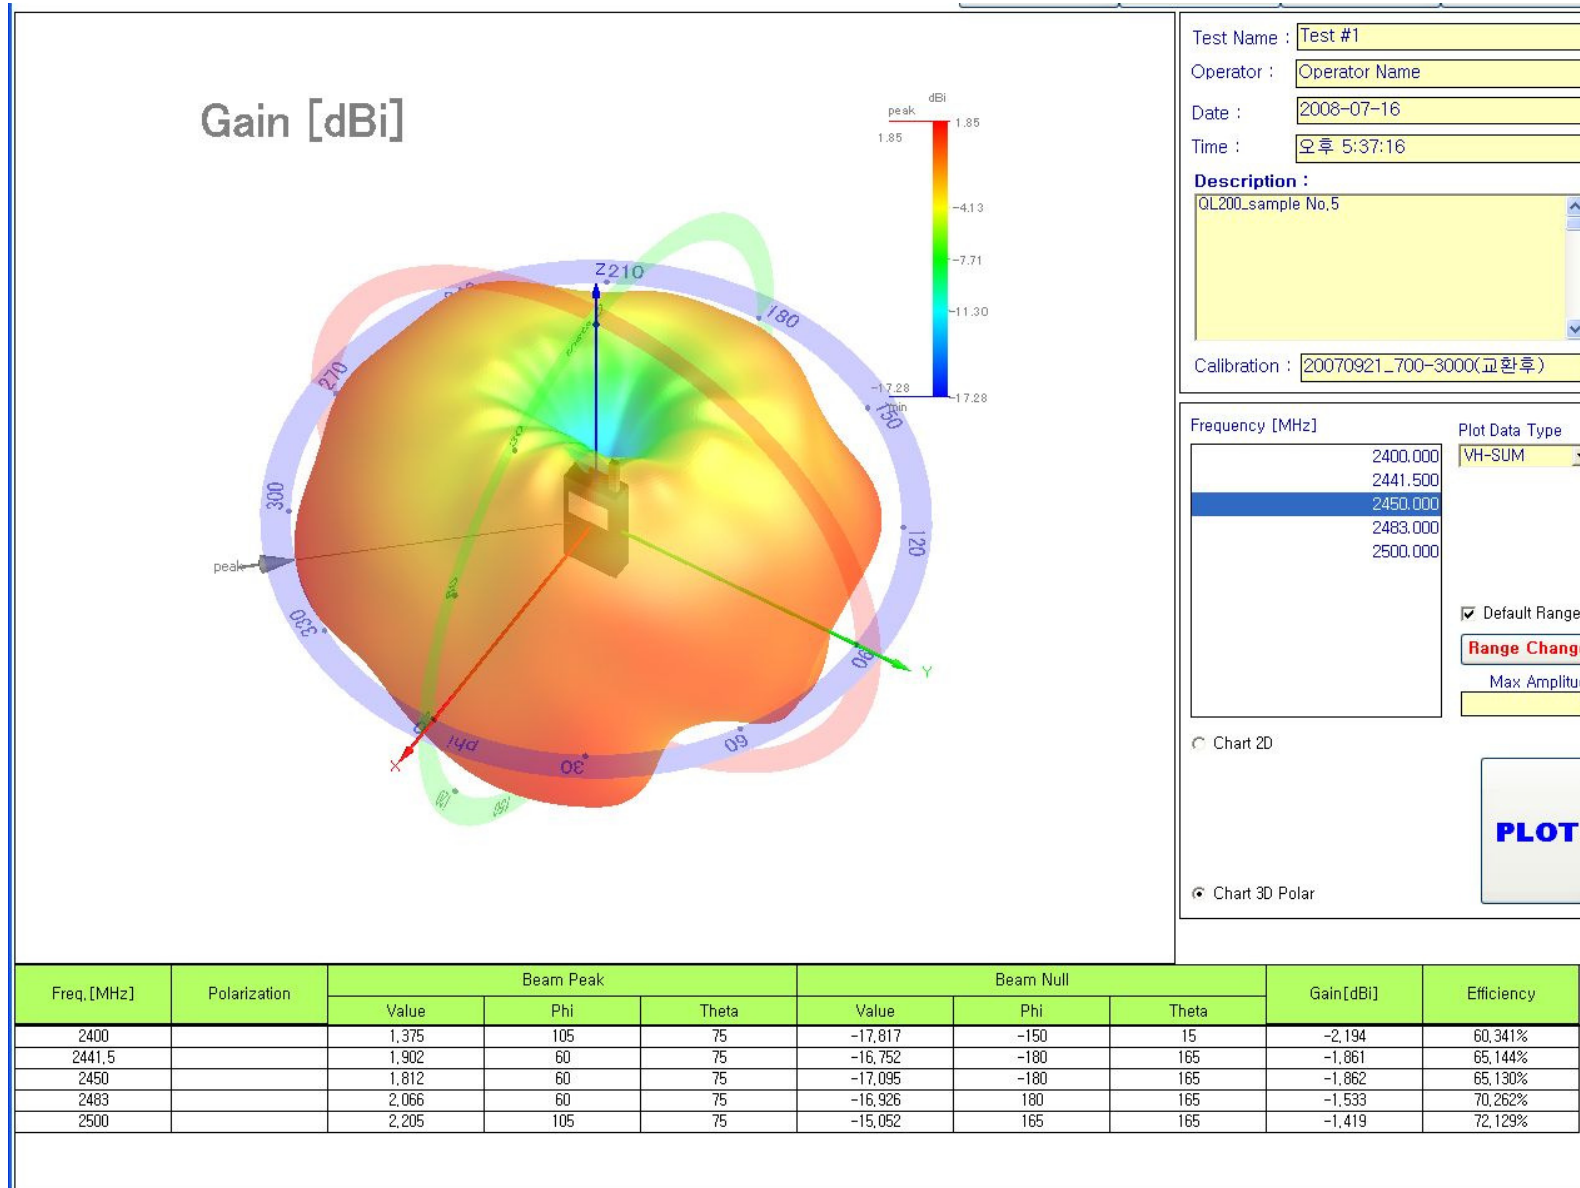 Gain [dBi]
dBi
peak
1.85
1.85
-4.13
-7.71
-11.30
-17.28
min
-17.28
Z
210
180
150
120
90
60
30
phi
330
300
270
peak
X
Y
Test Name : Test #1
Operator : Operator Name
Date : 2008-07-16
Time : 오후 5:37:16
Description :
QL200_sample No.5
Calibration : 20070921_700-3000(교환후)
Frequency [MHz]
2400.000
2441.500
2450.000
2483.000
2500.000
Plot Data Type
VH-SUM
Default Range
Range Chang
Max Amplitu
Chart 2D
PLOT
Chart 3D Polar
Freq.[MHz] Polarization Beam Peak Beam Null Gain[dBi] Efficiency
Value Phi Theta Value Phi Theta
2400 1,375 105 75 -17,817 -150 15 -2,194 60,341%
2441,5 1,902 60 75 -16,752 -180 165 -1,861 65,144%
2450 1,812 60 75 -17,095 -180 165 -1,862 65,130%
2483 2,066 60 75 -16,926 180 165 -1,533 70,262%
2500 2,205 105 75 -15,052 165 165 -1,419 72,129%